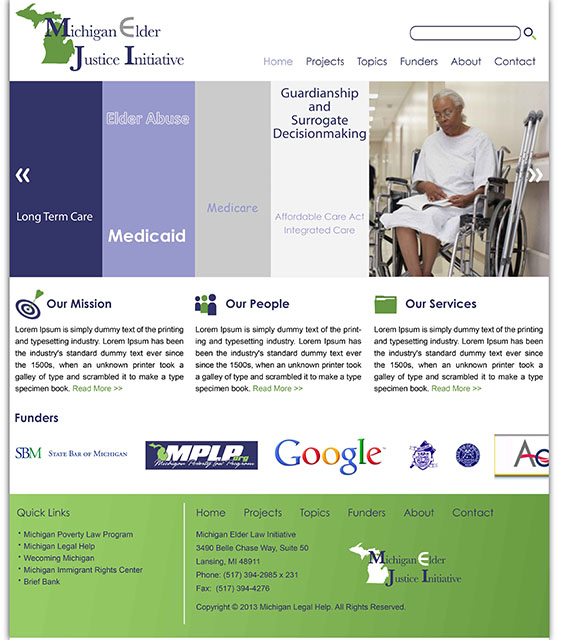 Michigan Elder
Justice Initiative
Home Projects Topics Funders About Contact
Elder Abuse
Guardianship
and
Surrogate
Decisionmaking
«
»
Long Term Care
Medicare
Affordable Care Act
Integrated Care
Medicaid
Our Mission
Lorem Ipsum is simply dummy text of the printing
and typesetting industry. Lorem Ipsum has been
the industry's standard dummy text ever since
the 1500s, when an unknown printer took a
galley of type and scrambled it to make a type
specimen book. Read More >>
Our People
Lorem Ipsum is simply dummy text of the print-
ing and typesetting industry. Lorem Ipsum has
been the industry's standard dummy text ever
since the 1500s, when an unknown printer took
a galley of type and scrambled it to make a type
specimen book. Read More >>
Our Services
Lorem Ipsum is simply dummy text of the printing
and typesetting industry. Lorem Ipsum has been
the industry's standard dummy text ever since
the 1500s, when an unknown printer took a
galley of type and scrambled it to make a type
specimen book. Read More >>
Funders
SBM STATE BAR OF MICHIGAN
MPLP.org
Michigan Poverty Law Program
Google™
Ao
Quick Links
* Michigan Poverty Law Program
* Michigan Legal Help
* Wecoming Michigan
* Michigan Immigrant Rights Center
* Brief Bank
Home Projects Topics Funders About Contact
Michigan Elder Law Initiative
3490 Belle Chase Way, Suite 50
Lansing, MI 48911
Phone: (517) 394-2985 x 231
Fax: (517) 394-4276
Copyright © 2013 Michigan Legal Help. All Rights Reserved.
Michigan Elder
Justice Initiative